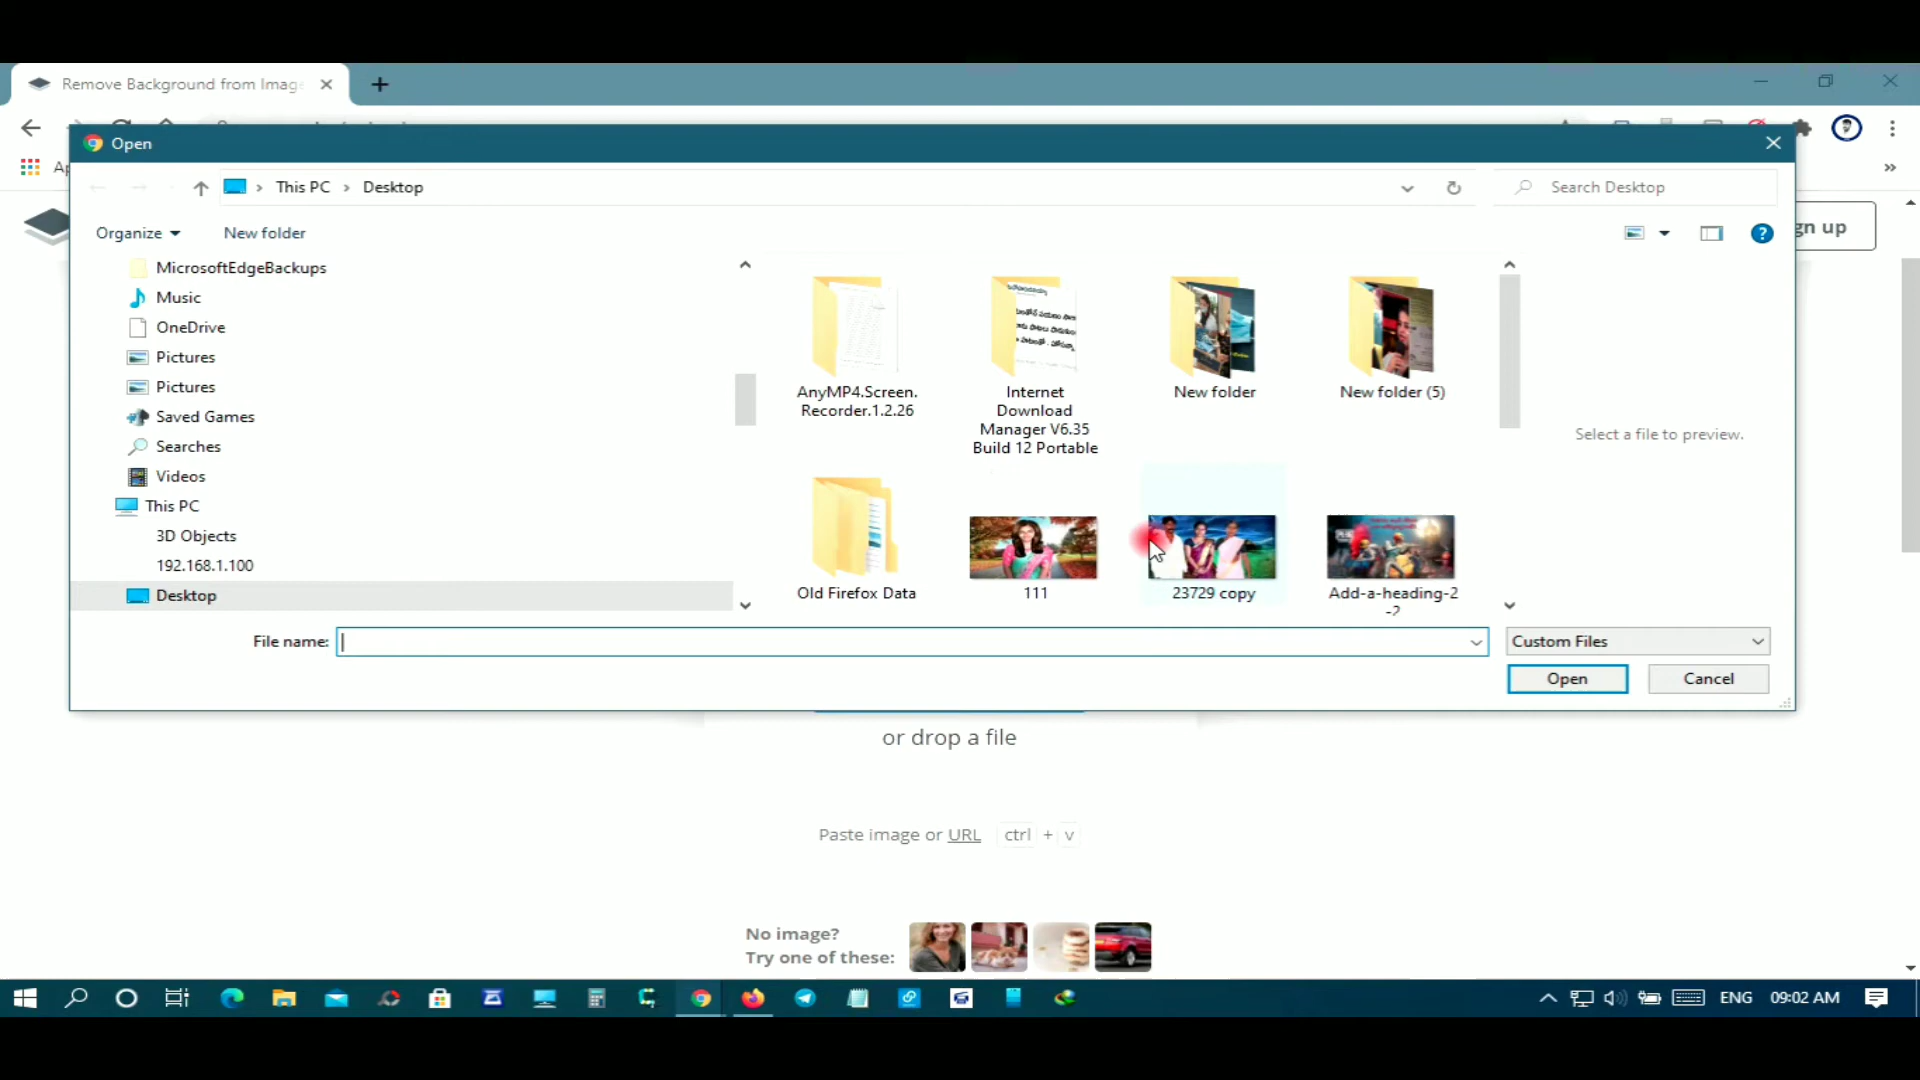 Remove Background from Imag
Open
Ap
This PC
Desktop
Search Desktop
Organize
New folder
gn up
MicrosoftEdgeBackups
Music
OneDrive
Pictures
Pictures
Saved Games
Searches
Videos
This PC
3D Objects
192.168.1.100
Desktop
AnyMP4.Screen.
Recorder.1.2.26
Internet
Download
Manager V6.35
Build 12 Portable
New folder
New folder (5)
Select a file to preview.
Old Firefox Data
111
23729 copy
Add-a-heading-2
-2
File name:
Custom Files
Open
Cancel
or drop a file
Paste image or URL ctrl + v
No image?
Try one of these:
ENG
09:02 AM